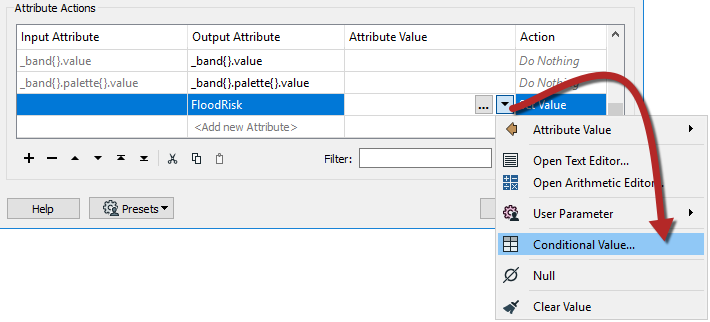 Attribute Actions
Input Attribute Output Attribute Attribute Value Action
_band{}.value _band{}.value Do Nothing
_band{}.palette{}.value _band{}.palette{}.value Do Nothing
FloodRisk ... Set Value
<Add new Attribute>
Filter:
Help Presets
Attribute Value
Open Text Editor...
Open Arithmetic Editor...
User Parameter
Conditional Value...
Null
Clear Value